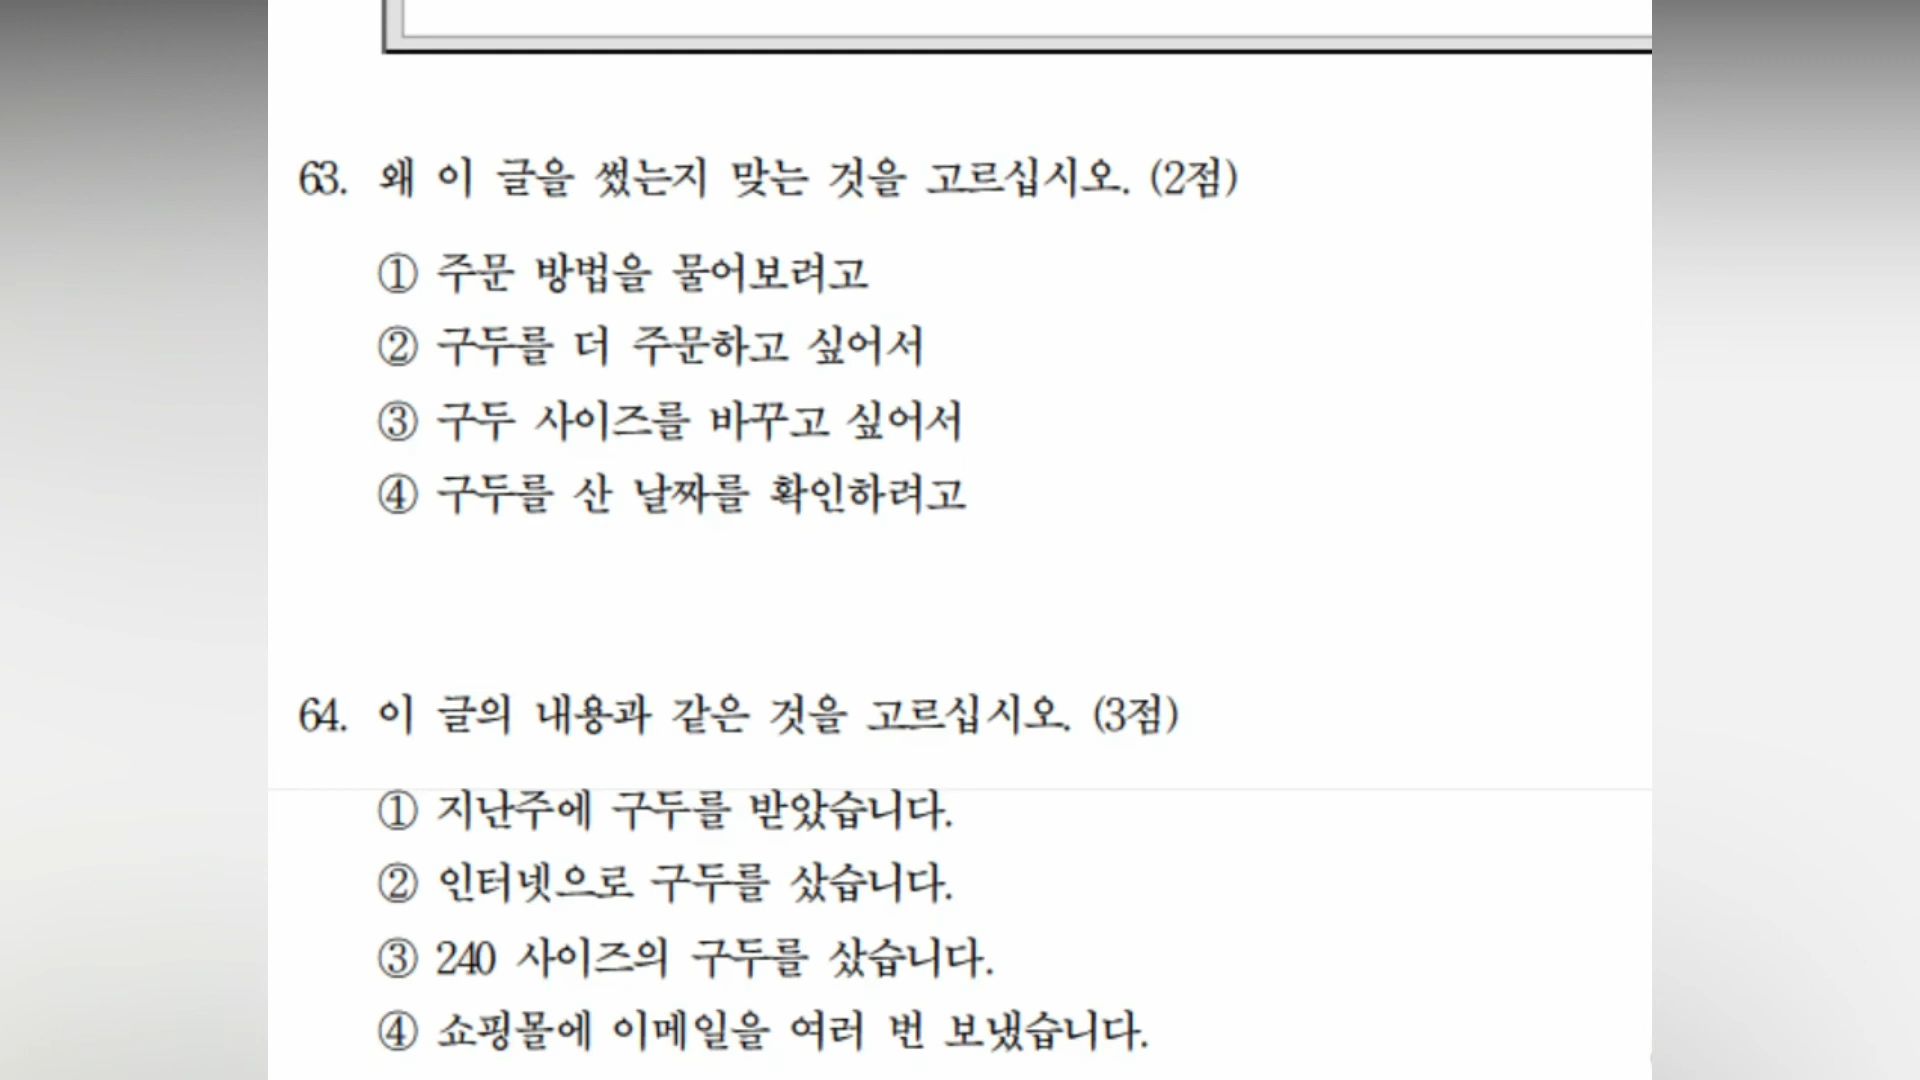 63. 왜 이 글을 썼는지 맞는 것을 고르십시오. (2점)
① 주문 방법을 물어보려고
② 구두를 더 주문하고 싶어서
③ 구두 사이즈를 바꾸고 싶어서
④ 구두를 산 날짜를 확인하려고
64. 이 글의 내용과 같은 것을 고르십시오. (3점)
① 지난주에 구두를 받았습니다.
② 인터넷으로 구두를 샀습니다.
③ 240 사이즈의 구두를 샀습니다.
④ 쇼핑몰에 이메일을 여러 번 보냈습니다.